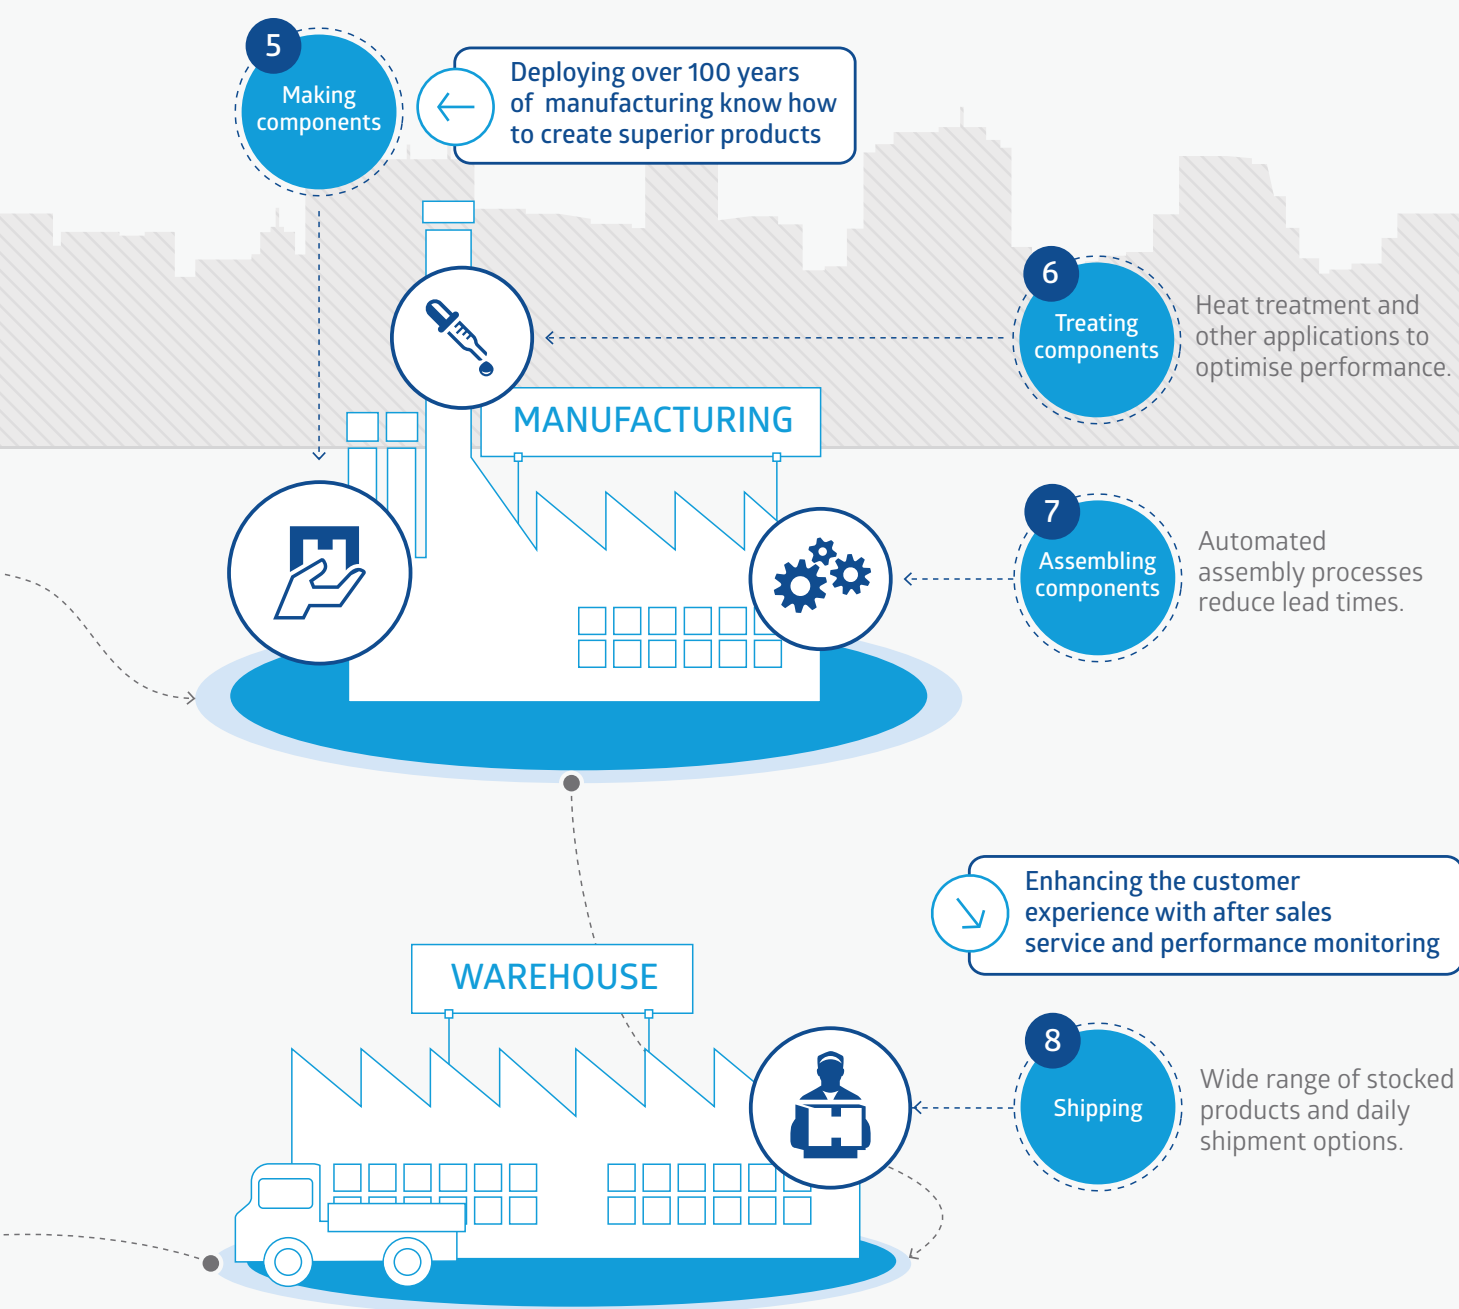 5
Making
components
Deploying over 100 years
of manufacturing know how
to create superior products
6
Treating
components
Heat treatment and
other applications to
optimise performance.
MANUFACTURING
7
Assembling
components
Automated
assembly processes
reduce lead times.
Enhancing the customer
experience with after sales
service and performance monitoring
WAREHOUSE
8
Shipping
Wide range of stocked
products and daily
shipment options.